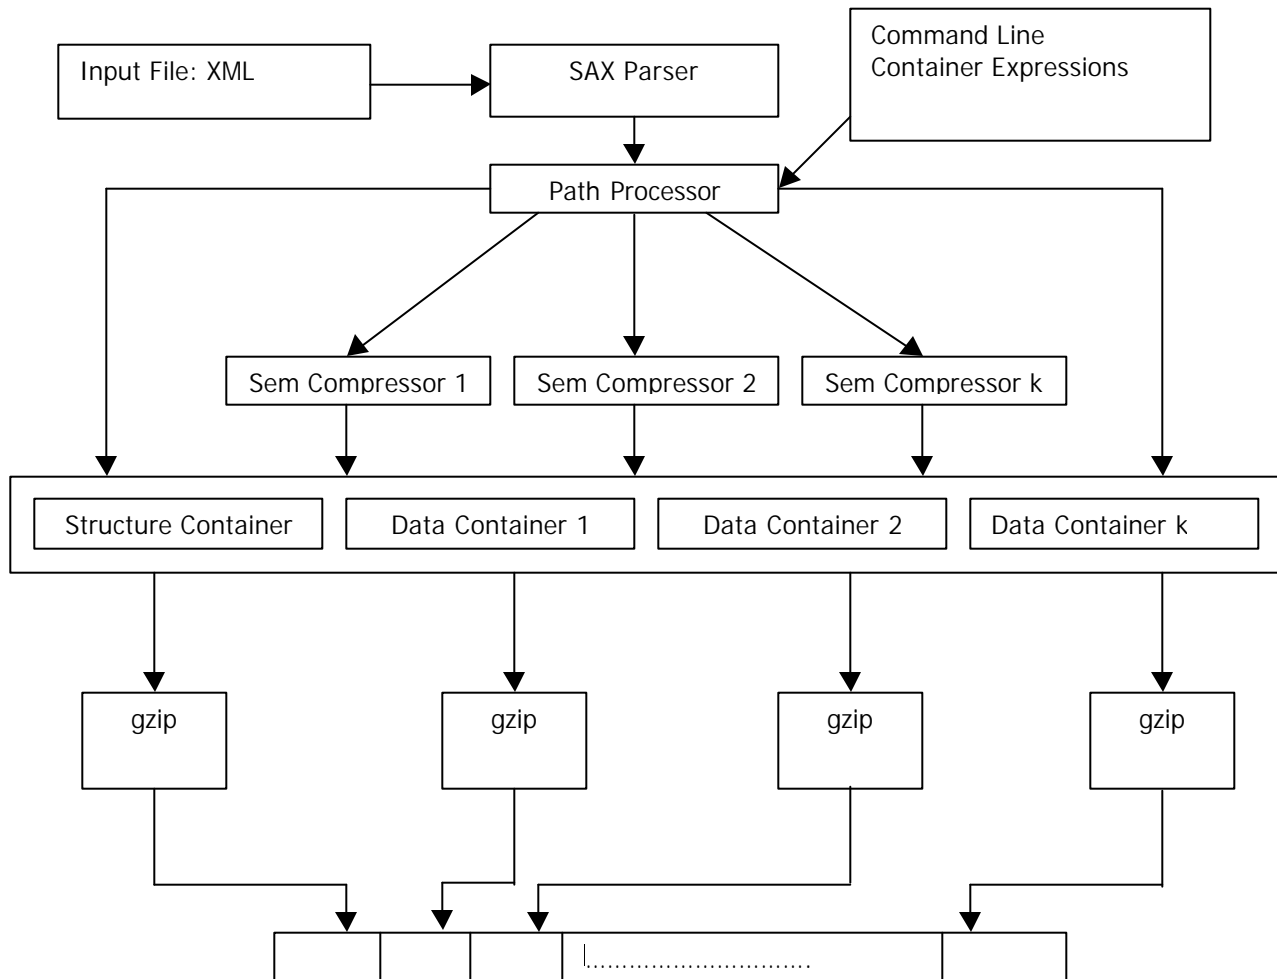 Input File: XML
SAX Parser
Command Line
Container Expressions
Path Processor
Sem Compressor 1
Sem Compressor 2
Sem Compressor k
Structure Container
Data Container 1
Data Container 2
Data Container k
gzip
gzip
gzip
gzip
.............................